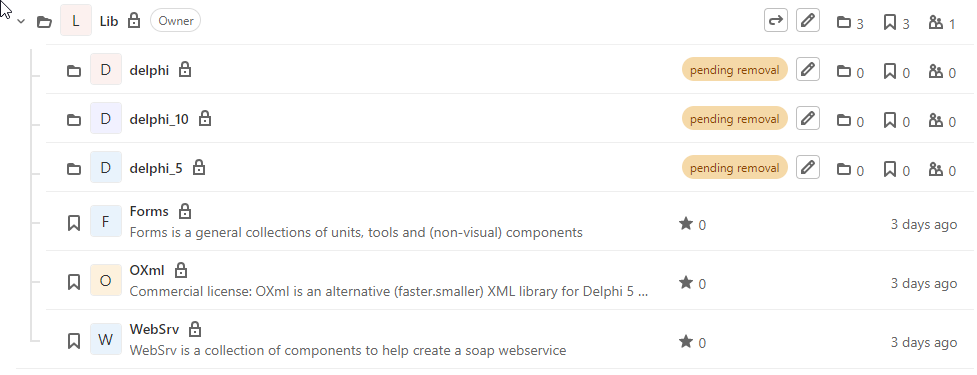 L Lib Owner 3 3 1
D delphi pending removal 0 0 0
D delphi_10 pending removal 0 0 0
D delphi_5 pending removal 0 0 0
F Forms
Forms is a general collections of units, tools and (non-visual) components 0 3 days ago
O OXml
Commercial license: OXml is an alternative (faster.smaller) XML library for Delphi 5 ... 0 3 days ago
W WebSrv
WebSrv is a collection of components to help create a soap webservice 0 3 days ago